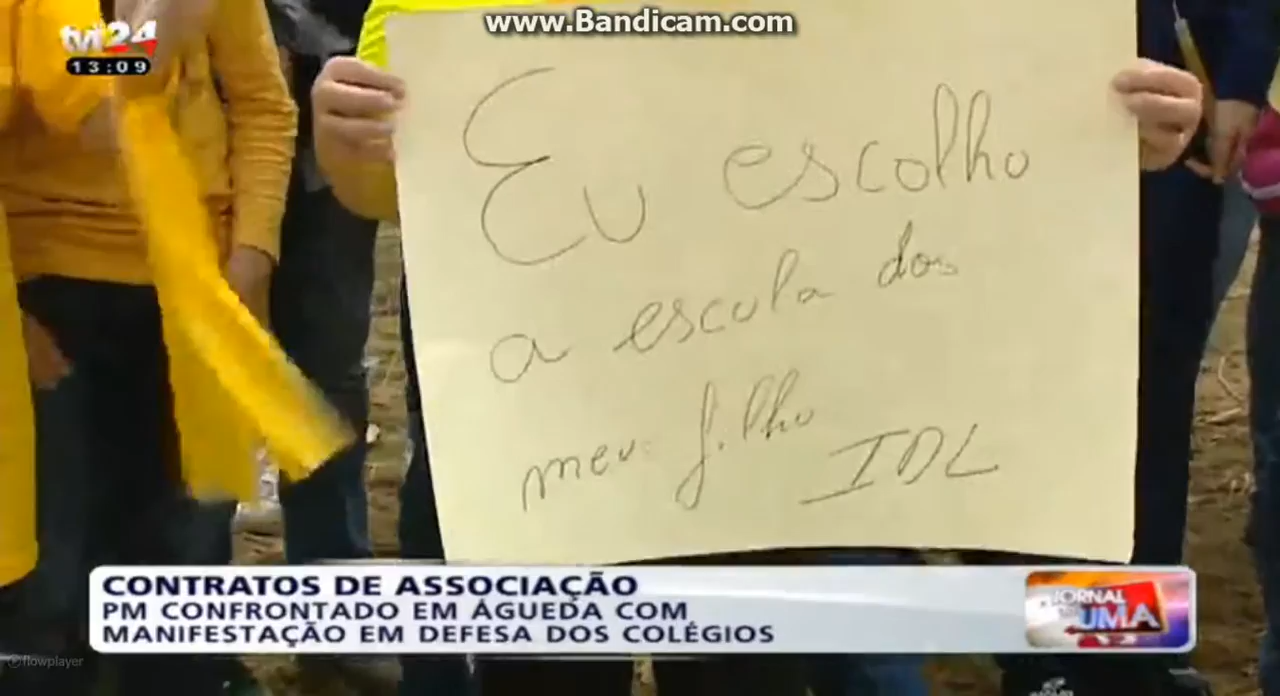 www.Bandicam.com
tvi24
13:09
Eu escolho
a escola dos
meu filho
IDL
CONTRATOS DE ASSOCIAÇÃO
PM CONFRONTADO EM ÁGUEDA COM
MANIFESTAÇÃO EM DEFESA DOS COLÉGIOS
JORNAL
DA UMA
flowplayer